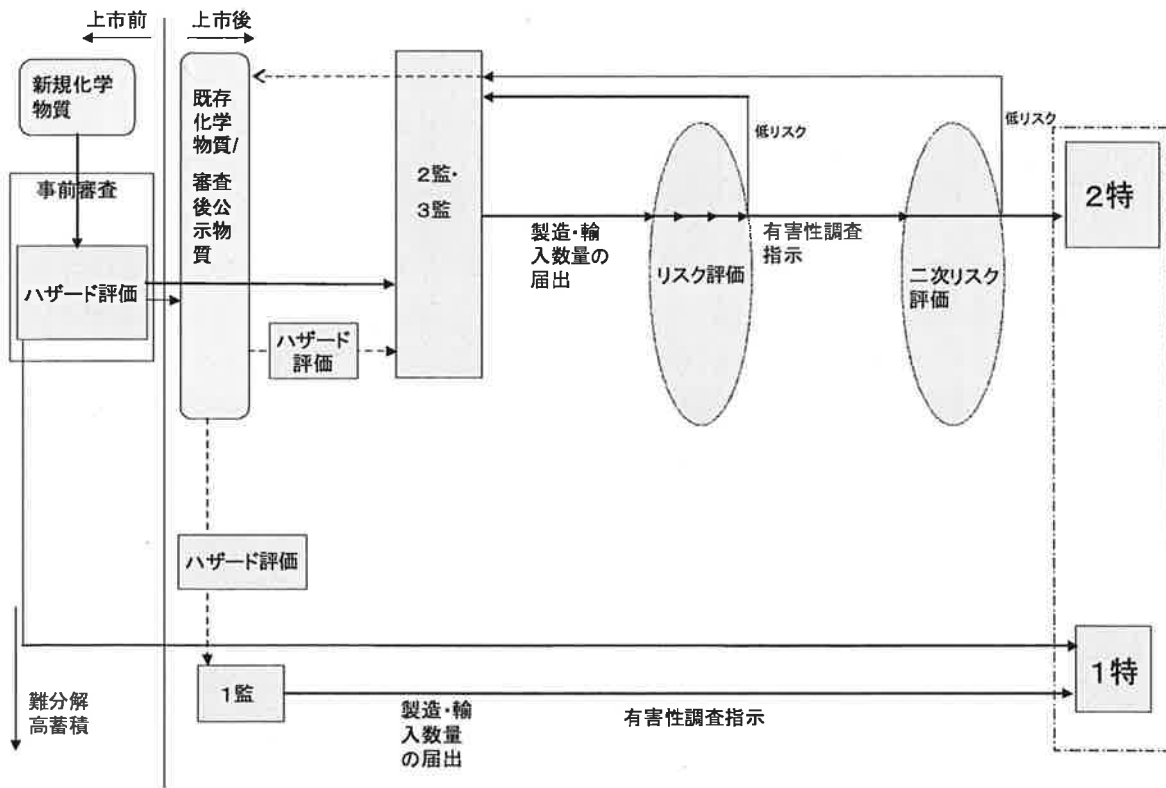 上市前
上市後
新規化学
物質
事前審査
ハザード評価
既存
化学
物質/
審査
後公
示物
質
ハザード
評価
2監・
3監
製造・輸
入数量の
届出
リスク評価
低リスク
有害性調査
指示
二次リスク
評価
低リスク
2特
ハザード評価
難分解
高蓄積
1監
製造・輸
入数量
の届出
有害性調査指示
1特